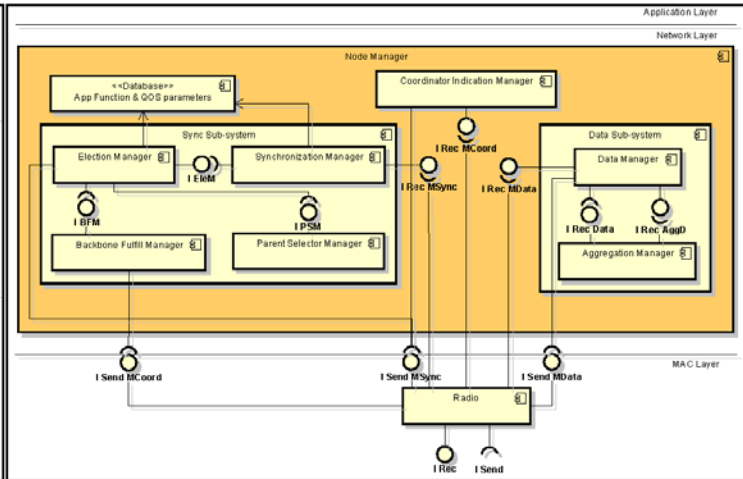 Application Layer
Network Layer
Node Manager
<<Database>>
App Function & QOS parameters
Coordinator Indication Manager
I Rec MCoord
Sync Sub-system
Election Manager
I EleM
Synchronization Manager
I Rec MSync
I BFM
I PSM
Backbone Fulfill Manager
Parent Selector Manager
Data Sub-system
Data Manager
I Rec MData
I Rec Data
I Rec AggD
Aggregation Manager
MAC Layer
I Send MCoord
I Send MSync
I Send MData
Radio
I Rec
I Send